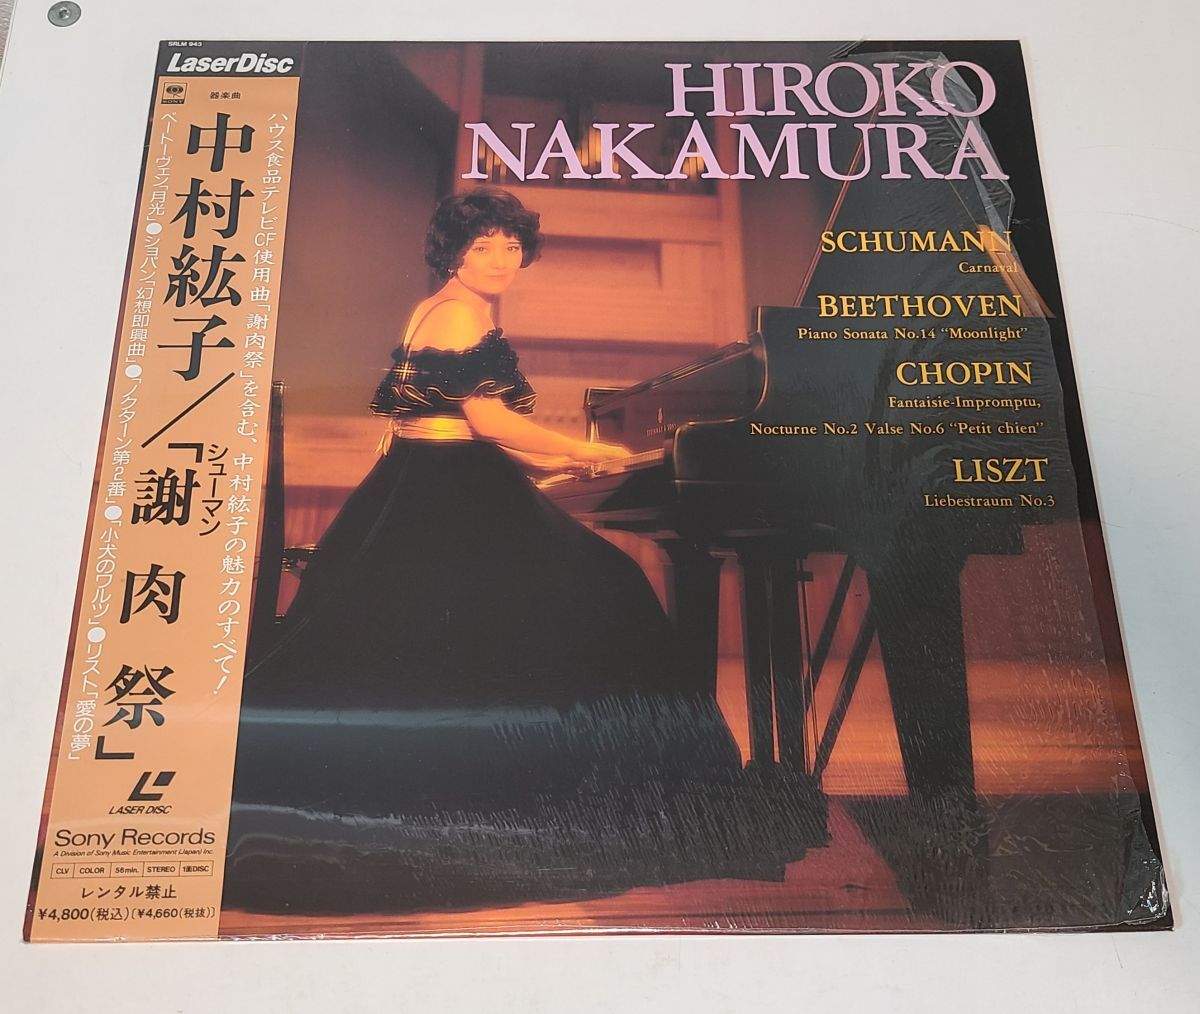 SRLM 943
LaserDisc
SONY
器楽曲
ハウス食品テレビCF使用曲「謝肉祭」を含む、中村紘子の魅力のすべて!
中村紘子/シューマン「謝肉祭」
ベートーヴェン「月光」●ショパン「幻想即興曲」●「ノクターン第2番」●「小犬のワルツ」●リスト「愛の夢」
LASER DISC
Sony Records
A Division of Sony Music Entertainment (Japan) Inc.
CLV COLOR 56min. STEREO 1面DISC
レンタル禁止
¥4,800(税込)〔¥4,660(税抜)〕
HIROKO
NAKAMURA
SCHUMANN
Carnaval
BEETHOVEN
Piano Sonata No.14 “Moonlight”
CHOPIN
Fantaisie-Impromptu,
Nocturne No.2 Valse No.6 “Petit chien”
LISZT
Liebestraum No.3
STEINWAY & SONS